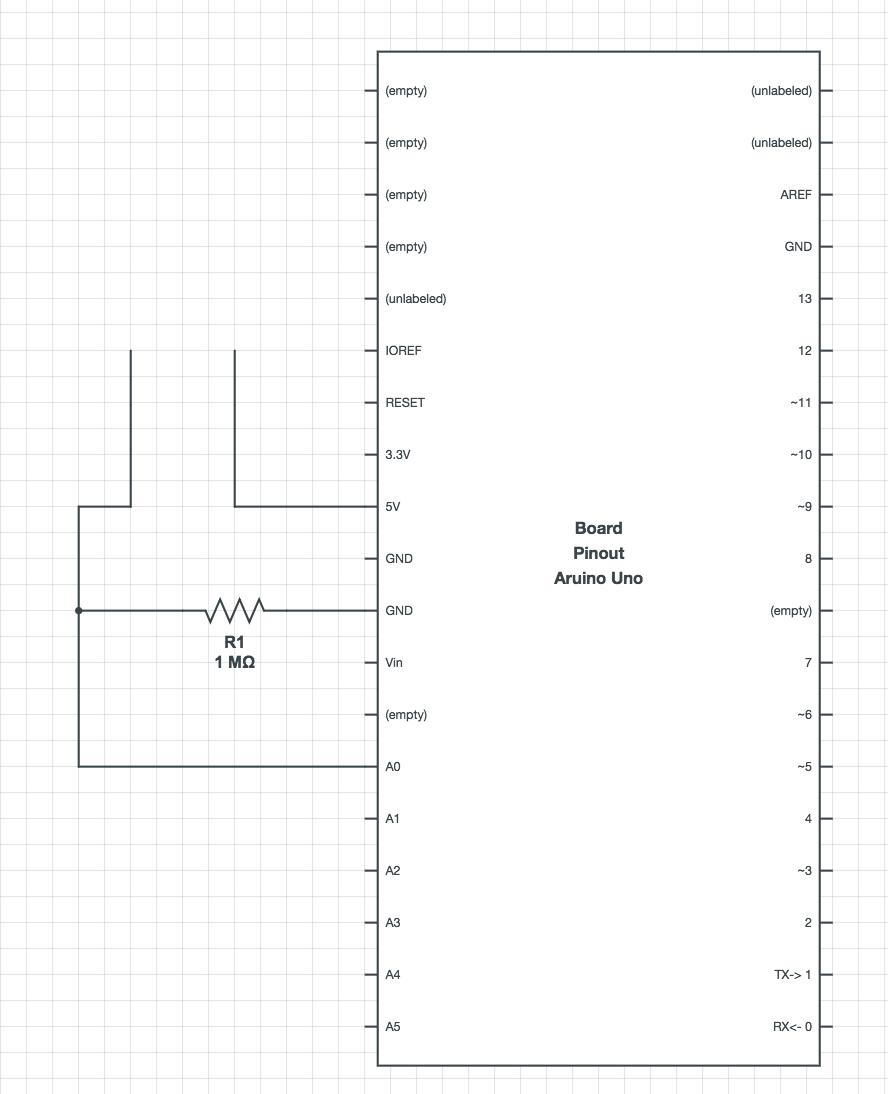 (empty)
(empty)
(empty)
(empty)
(unlabeled)
IOREF
RESET
3.3V
5V
GND
GND
Vin
(empty)
A0
A1
A2
A3
A4
A5
R1
1 MΩ
Board
Pinout
Aruino Uno
(unlabeled)
(unlabeled)
AREF
GND
13
12
~11
~10
~9
8
(empty)
7
~6
~5
4
~3
2
TX-> 1
RX<- 0